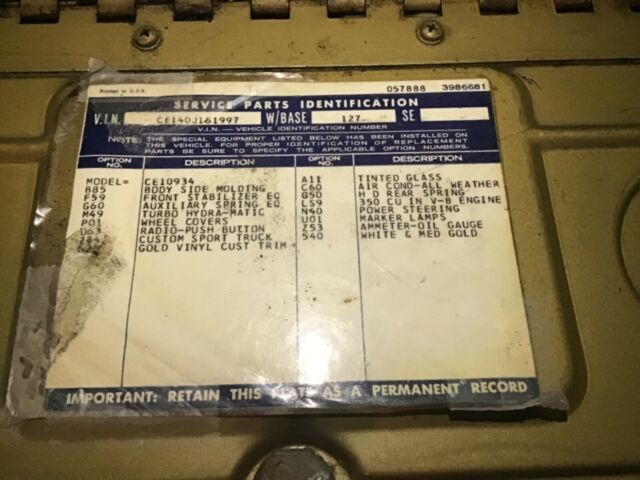 Printed in U.S.A. 057888 3986681
SERVICE PARTS IDENTIFICATION
V.I.N. CE140J161997 W/BASE 127 SE
V.I.N. — VEHICLE IDENTIFICATION NUMBER
NOTE: THE SPECIAL EQUIPMENT LISTED BELOW HAS BEEN INSTALLED ON
THIS VEHICLE. FOR PROPER IDENTIFICATION OF REPLACEMENT
PARTS BE SURE TO SPECIFY THE APPLICABLE OPTION NUMBERS.
OPTION NO. DESCRIPTION OPTION NO. DESCRIPTION
MODEL= CE10934 A11 TINTED GLASS
B85 BODY SIDE MOLDING C60 AIR COND-ALL WEATHER
F59 FRONT STABILIZER EQ G50 H D REAR SPRING
G60 AUXILIARY SPRING EQ LS9 350 CU IN V-8 ENGINE
M49 TURBO HYDRA-MATIC N40 POWER STEERING
P01 WHEEL COVERS U01 MARKER LAMPS
U63 RADIO-PUSH BUTTON Z53 AMMETER-OIL GAUGE
Z84 CUSTOM SPORT TRUCK 540 WHITE & MED GOLD
GOLD VINYL CUST TRIM
IMPORTANT: RETAIN THIS PLATE AS A PERMANENT RECORD